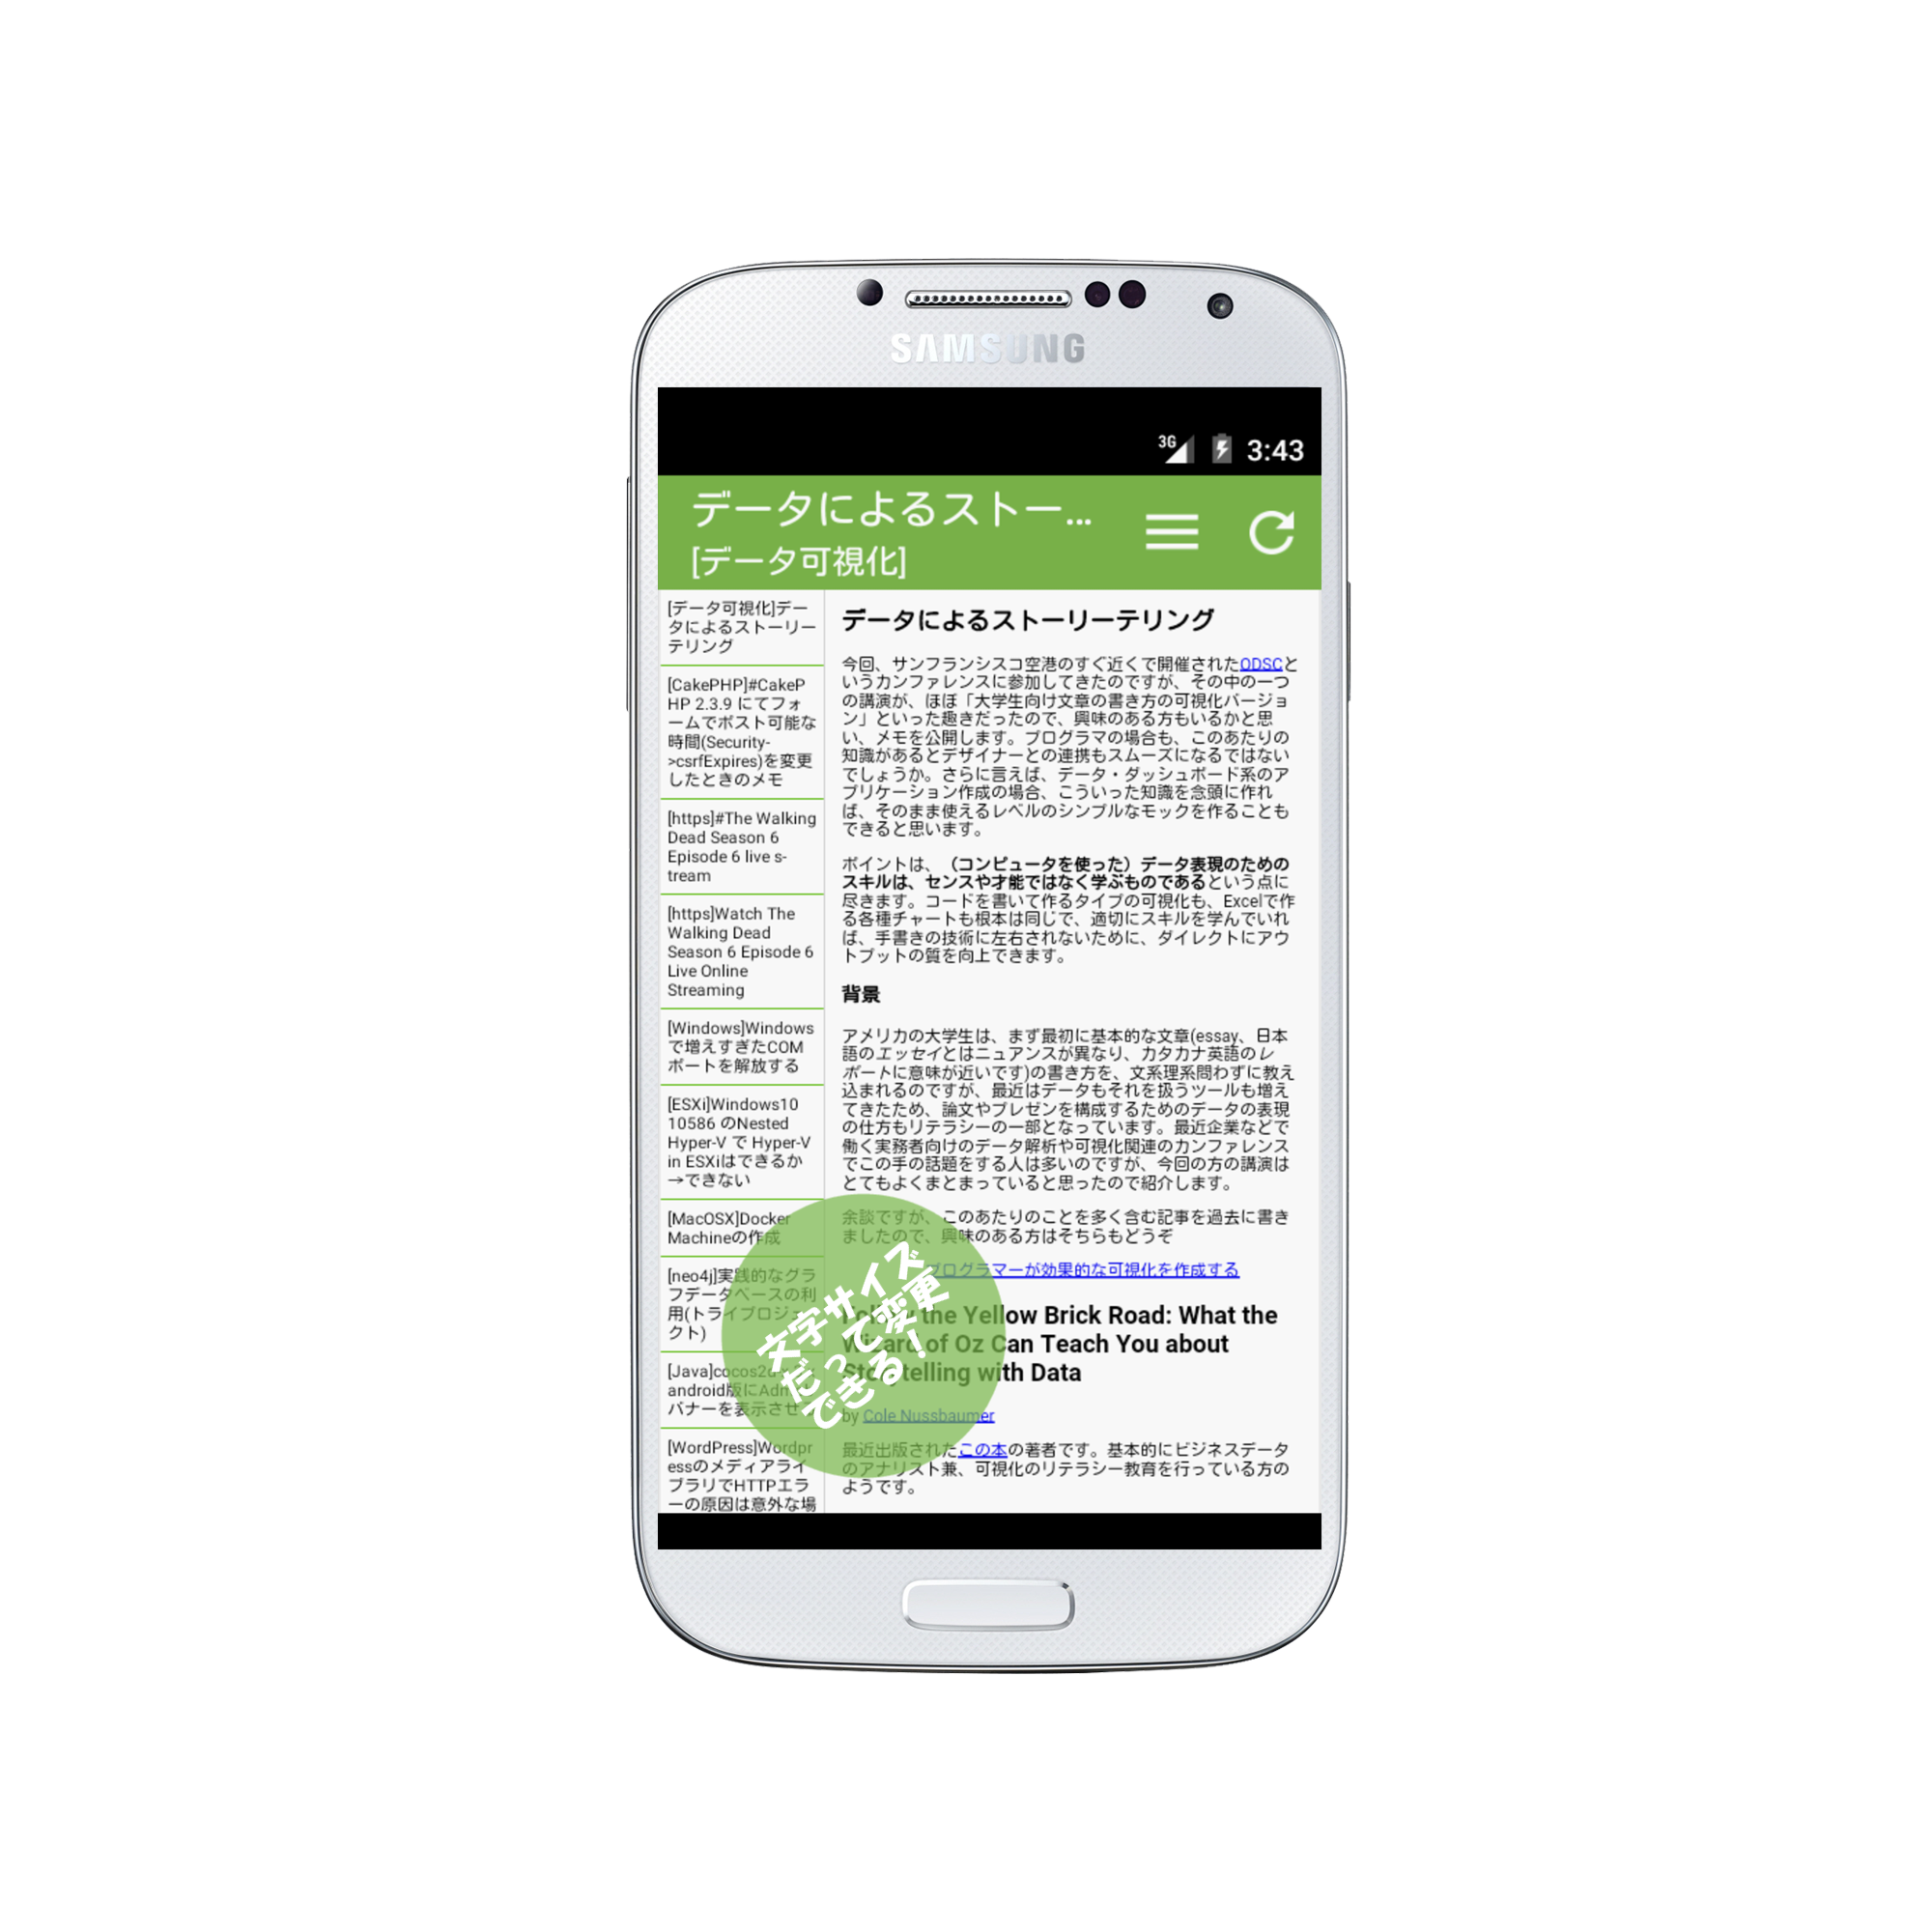 SAMSUNG
3G
3:43
データによるストー...
[データ可視化]
[データ可視化]デー
タによるストーリー
テリング
[CakePHP]#CakeP
HP 2.3.9 にてフォ
ームでポスト可能な
時間(Security-
>csrfExpires)を変更
したときのメモ
[https]#The Walking
Dead Season 6
Episode 6 live s-
tream
[https]Watch The
Walking Dead
Season 6 Episode 6
Live Online
Streaming
[Windows]Windows
で増えすぎたCOM
ポートを解放する
[ESXi]Windows10
10586 のNested
Hyper-V で Hyper-V
in ESXiはできるか
→できない
[MacOSX]Docker
Machineの作成
[neo4j]実践的なグラ
フデータベースの利
用(トライブロジェ
クト)
[Java]cocos2d
android版にAdm
バナーを表示させ
[WordPress]Wordpr
essのメディアライ
ブラリでHTTPエラ
ーの原因は意外な場
データによるストーリーテリング
今回、サンフランシスコ空港のすぐ近くで開催されたODSCと
いうカンファレンスに参加してきたのですが、その中の一つ
の講演が、ほぼ「大学生向け文章の書き方の可視化バージョ
ン」といった趣きだったので、興味のある方もいるかと思
い、メモを公開します。プログラマの場合も、このあたりの
知識があるとデザイナーとの連携もスムーズになるではない
でしょうか。さらに言えば、データ・ダッシュボード系のア
プリケーション作成の場合、こういった知識を念頭に作れ
ば、そのまま使えるレベルのシンプルなモックを作ることも
できると思います。
ポイントは、（コンピュータを使った）データ表現のための
スキルは、センスや才能ではなく学ぶものであるという点に
尽きます。コードを書いて作るタイプの可視化も、Excelで作
る各種チャートも根本は同じで、適切にスキルを学んでいれ
ば、手書きの技術に左右されないために、ダイレクトにアウ
トプットの質を向上できます。
背景
アメリカの大学生は、まず最初に基本的な文章(essay、日本
語のエッセイとはニュアンスが異なり、カタカナ英語のレ
ポートに意味が近いです)の書き方を、文系理系問わずに教え
込まれるのですが、最近はデータもそれを扱うツールも増え
てきたため、論文やプレゼンを構成するためのデータの表現
の仕方もリテラシーの一部となっています。最近企業などで
働く実務者向けのデータ解析や可視化関連のカンファレンス
でこの手の話題をする人は多いのですが、今回の方の講演は
とてもよくまとまっていると思ったので紹介します。
余談ですが、このあたりのことを多く含む記事を過去に書き
ましたので、興味のある方はそちらもどうぞ
プログラマーが効果的な可視化を作成する
Follow the Yellow Brick Road: What the
Wizard of Oz Can Teach You about
Storytelling with Data
by Cole Nussbaumer
最近出版されたこの本の著者です。基本的にビジネスデータ
のアナリスト兼、可視化のリテラシー教育を行っている方の
ようです。
文字サイズ
だって変更
できる！